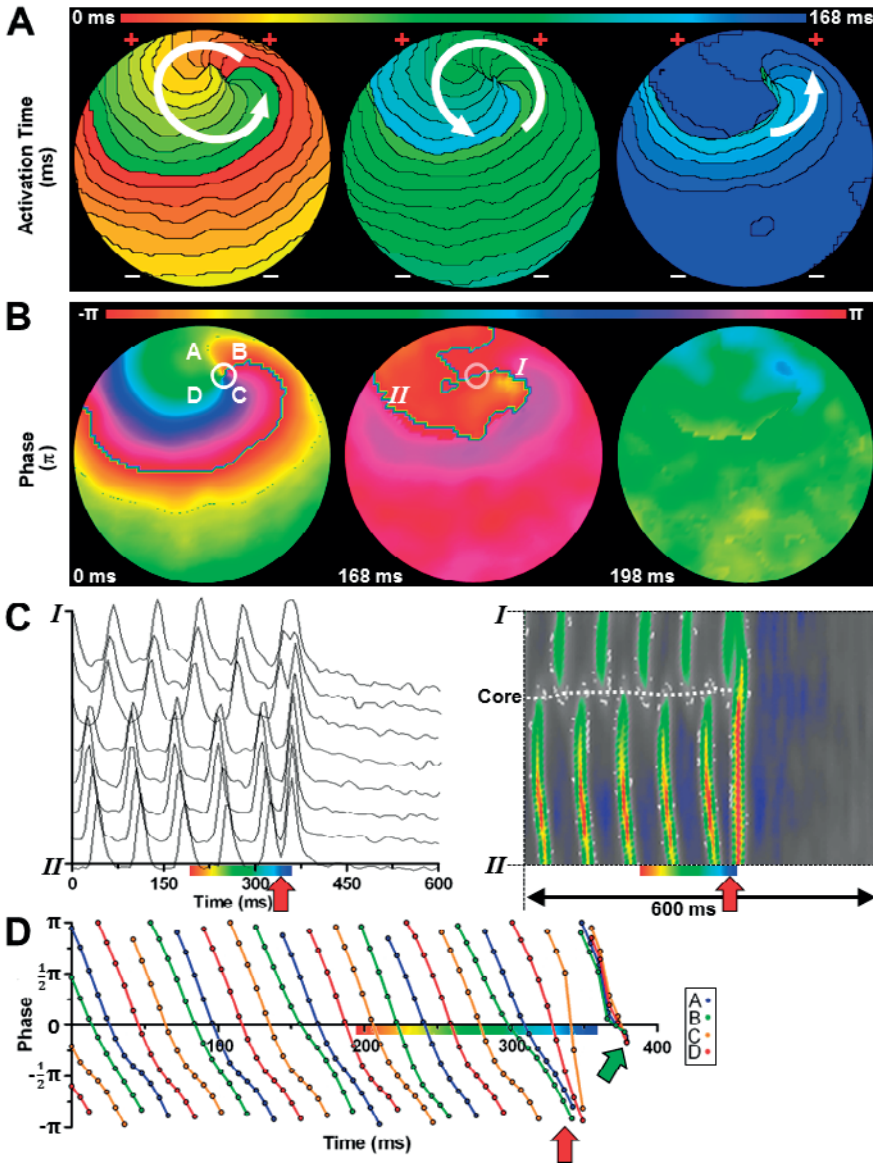 A
0 ms
168 ms
+ + + + + +
Activation Time
(ms)
– – – – – –
B
-π
π
A B
D C
I
II
Phase
(π)
0 ms
168 ms
198 ms
C
I
II
0 150 300 450 600
Time (ms)
I
Core
II
600 ms
D
π
½π
0
-½π
-π
Phase
100 200 300 400
Time (ms)
A
B
C
D